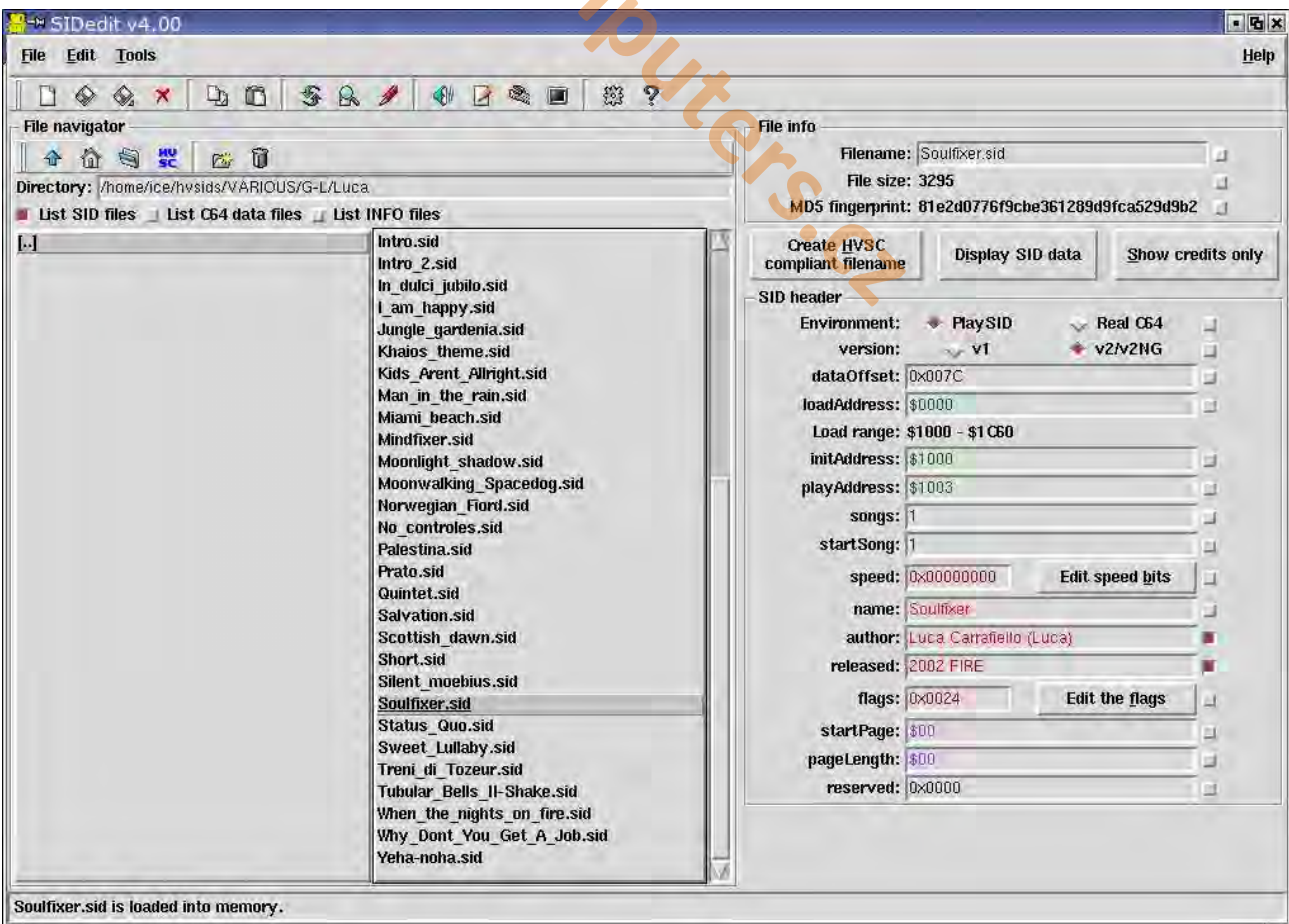 SIDedit v4.00
File Edit Tools Help
File navigator
HV SC
Directory: /home/ice/hvsids/VARIOUS/G-L/Luca
List SID files List C64 data files List INFO files
[..]
Intro.sid
Intro_2.sid
In_dulci_jubilo.sid
I_am_happy.sid
Jungle_gardenia.sid
Khaios_theme.sid
Kids_Arent_Allright.sid
Man_in_the_rain.sid
Miami_beach.sid
Mindfixer.sid
Moonlight_shadow.sid
Moonwalking_Spacedog.sid
Norwegian_Fiord.sid
No_controles.sid
Palestina.sid
Prato.sid
Quintet.sid
Salvation.sid
Scottish_dawn.sid
Short.sid
Silent_moebius.sid
Soulfixer.sid
Status_Quo.sid
Sweet_Lullaby.sid
Treni_di_Tozeur.sid
Tubular_Bells_II-Shake.sid
When_the_nights_on_fire.sid
Why_Dont_You_Get_A_Job.sid
Yeha-noha.sid
File info
Filename: Soulfixer.sid
File size: 3295
MD5 fingerprint: 81e2d0776f9cbe361289d9fca529d9b2
Create HVSC compliant filename
Display SID data
Show credits only
SID header
Environment: PlaySID Real C64
version: v1 v2/v2NG
dataOffset: 0x007C
loadAddress: $0000
Load range: $1000 - $1C60
initAddress: $1000
playAddress: $1003
songs: 1
startSong: 1
speed: 0x00000000 Edit speed bits
name: Soulfixer
author: Luca Carrafiello (Luca)
released: 2002 FIRE
flags: 0x0024 Edit the flags
startPage: $00
pageLength: $00
reserved: 0x0000
Soulfixer.sid is loaded into memory.
puters.cz